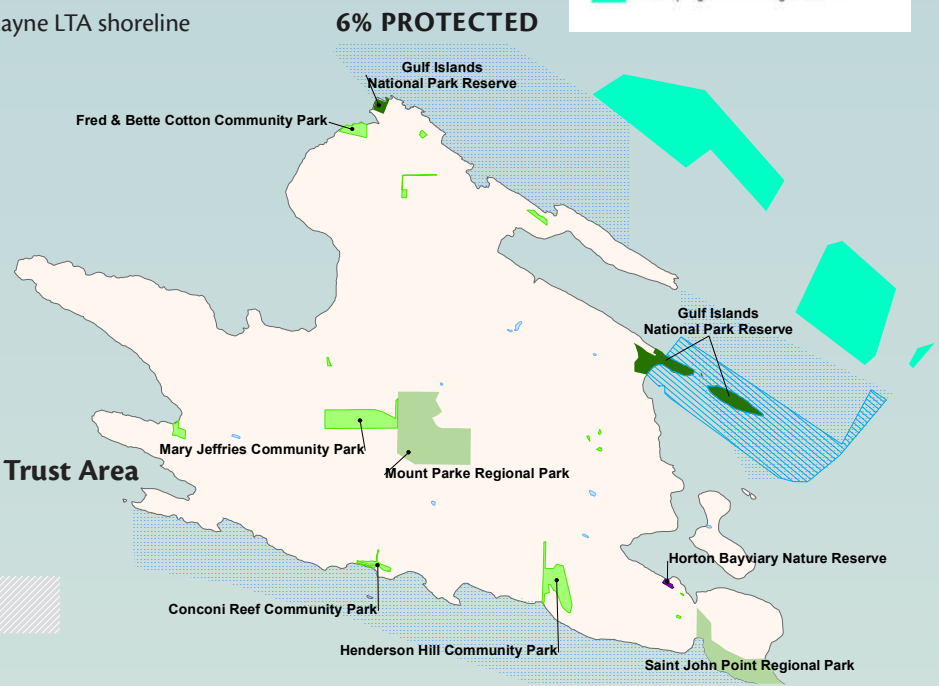 ayne LTA shoreline
6% PROTECTED
Gulf Islands
National Park Reserve
Fred & Bette Cotton Community Park
Gulf Islands
National Park Reserve
Mary Jeffries Community Park
Trust Area
Mount Parke Regional Park
Horton Bayviary Nature Reserve
Conconi Reef Community Park
Henderson Hill Community Park
Saint John Point Regional Park